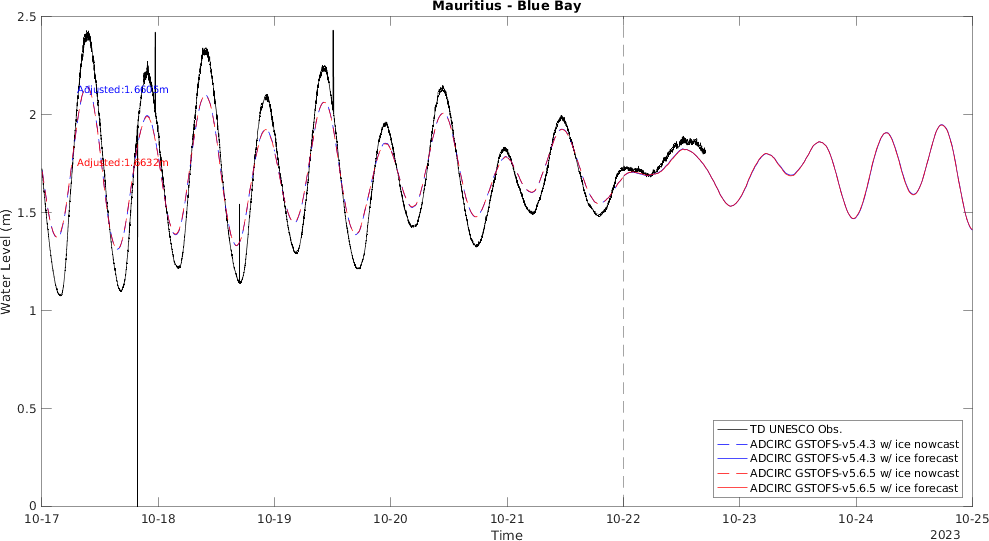 Mauritius - Blue Bay
2.5
2
1.5
1
0.5
0
Water Level (m)
Adjusted:1.6605m
Adjusted:1.6632m
TD UNESCO Obs.
ADCIRC GSTOFS-v5.4.3 w/ ice nowcast
ADCIRC GSTOFS-v5.4.3 w/ ice forecast
ADCIRC GSTOFS-v5.6.5 w/ ice nowcast
ADCIRC GSTOFS-v5.6.5 w/ ice forecast
10-17 10-18 10-19 10-20 10-21 10-22 10-23 10-24 10-25
Time
2023